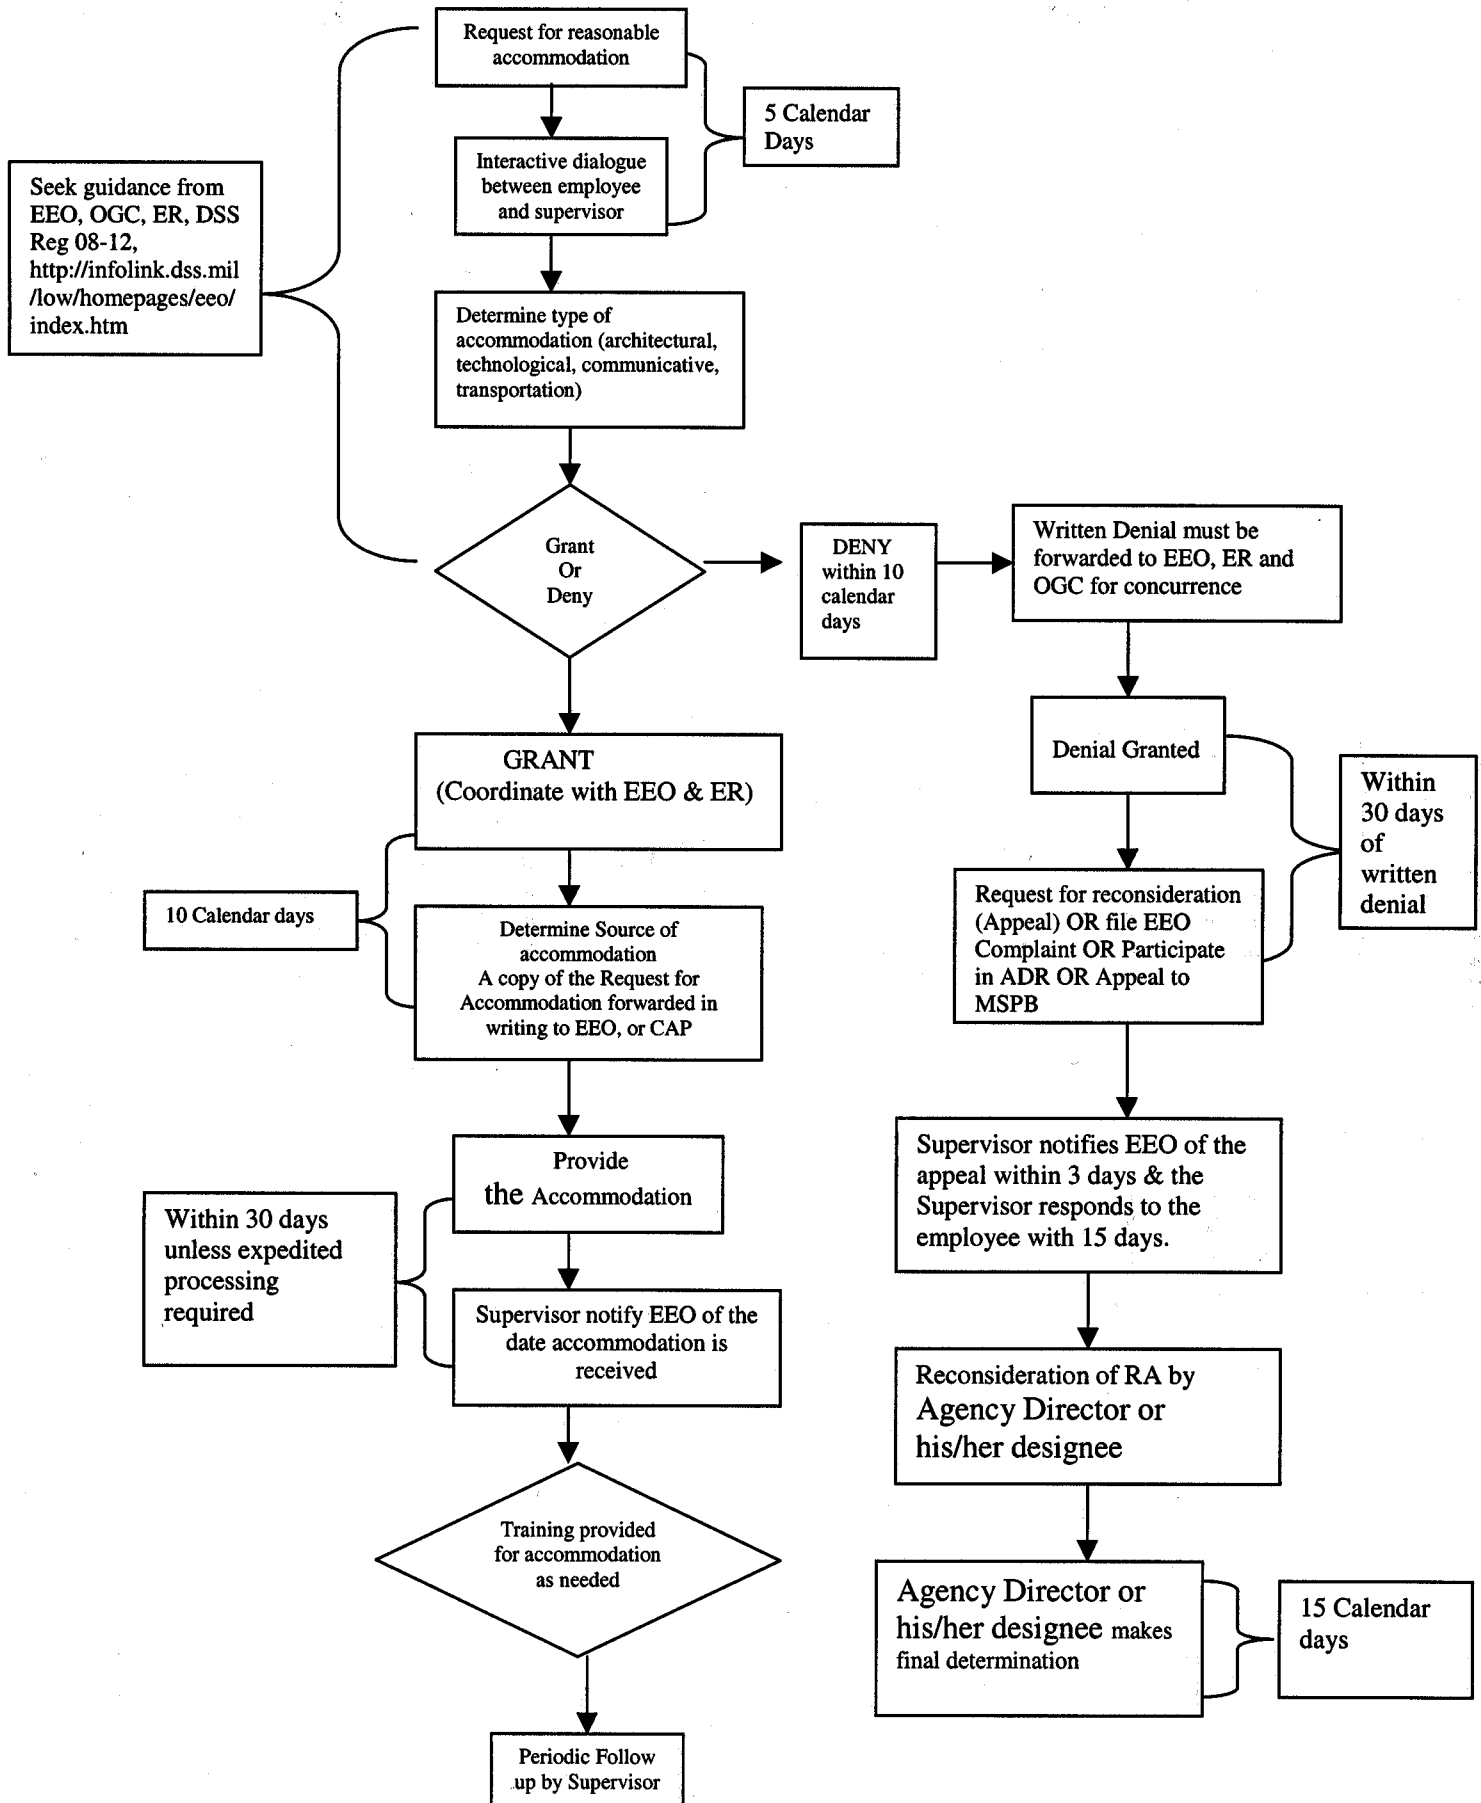 Request for reasonable
accommodation
5 Calendar
Days
Interactive dialogue
between employee
and supervisor
Seek guidance from
EEO, OGC, ER, DSS
Reg 08-12,
http://infolink.dss.mil
/low/homepages/eeo/
index.htm
Determine type of
accommodation (architectural,
technological, communicative,
transportation)
Grant
Or
Deny
DENY
within 10
calendar
days
Written Denial must be
forwarded to EEO, ER and
OGC for concurrence
GRANT
(Coordinate with EEO & ER)
Denial Granted
Within
30 days
of
written
denial
10 Calendar days
Determine Source of
accommodation
A copy of the Request for
Accommodation forwarded in
writing to EEO, or CAP
Request for reconsideration
(Appeal) OR file EEO
Complaint OR Participate
in ADR OR Appeal to
MSPB
Provide
the Accommodation
Supervisor notifies EEO of the
appeal within 3 days & the
Supervisor responds to the
employee with 15 days.
Within 30 days
unless expedited
processing
required
Supervisor notify EEO of the
date accommodation is
received
Reconsideration of RA by
Agency Director or
his/her designee
Training provided
for accommodation
as needed
Agency Director or
his/her designee makes
final determination
15 Calendar
days
Periodic Follow
up by Supervisor